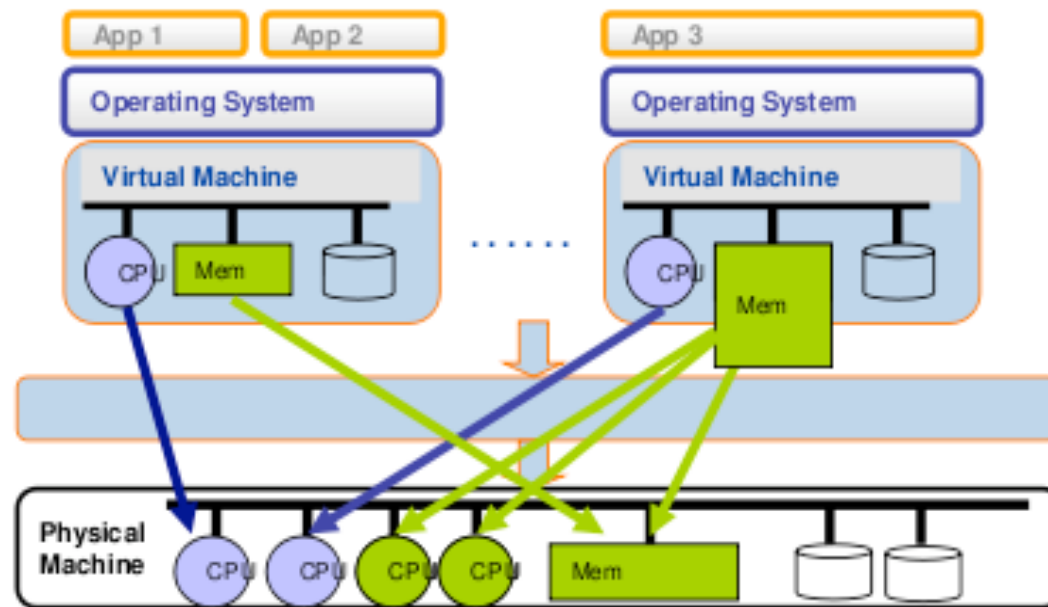 App 1
App 2
App 3
Operating System
Operating System
Virtual Machine
Virtual Machine
CPU
Mem
......
CPU
Mem
Physical
Machine
CPU
CPU
CPU
CPU
Mem